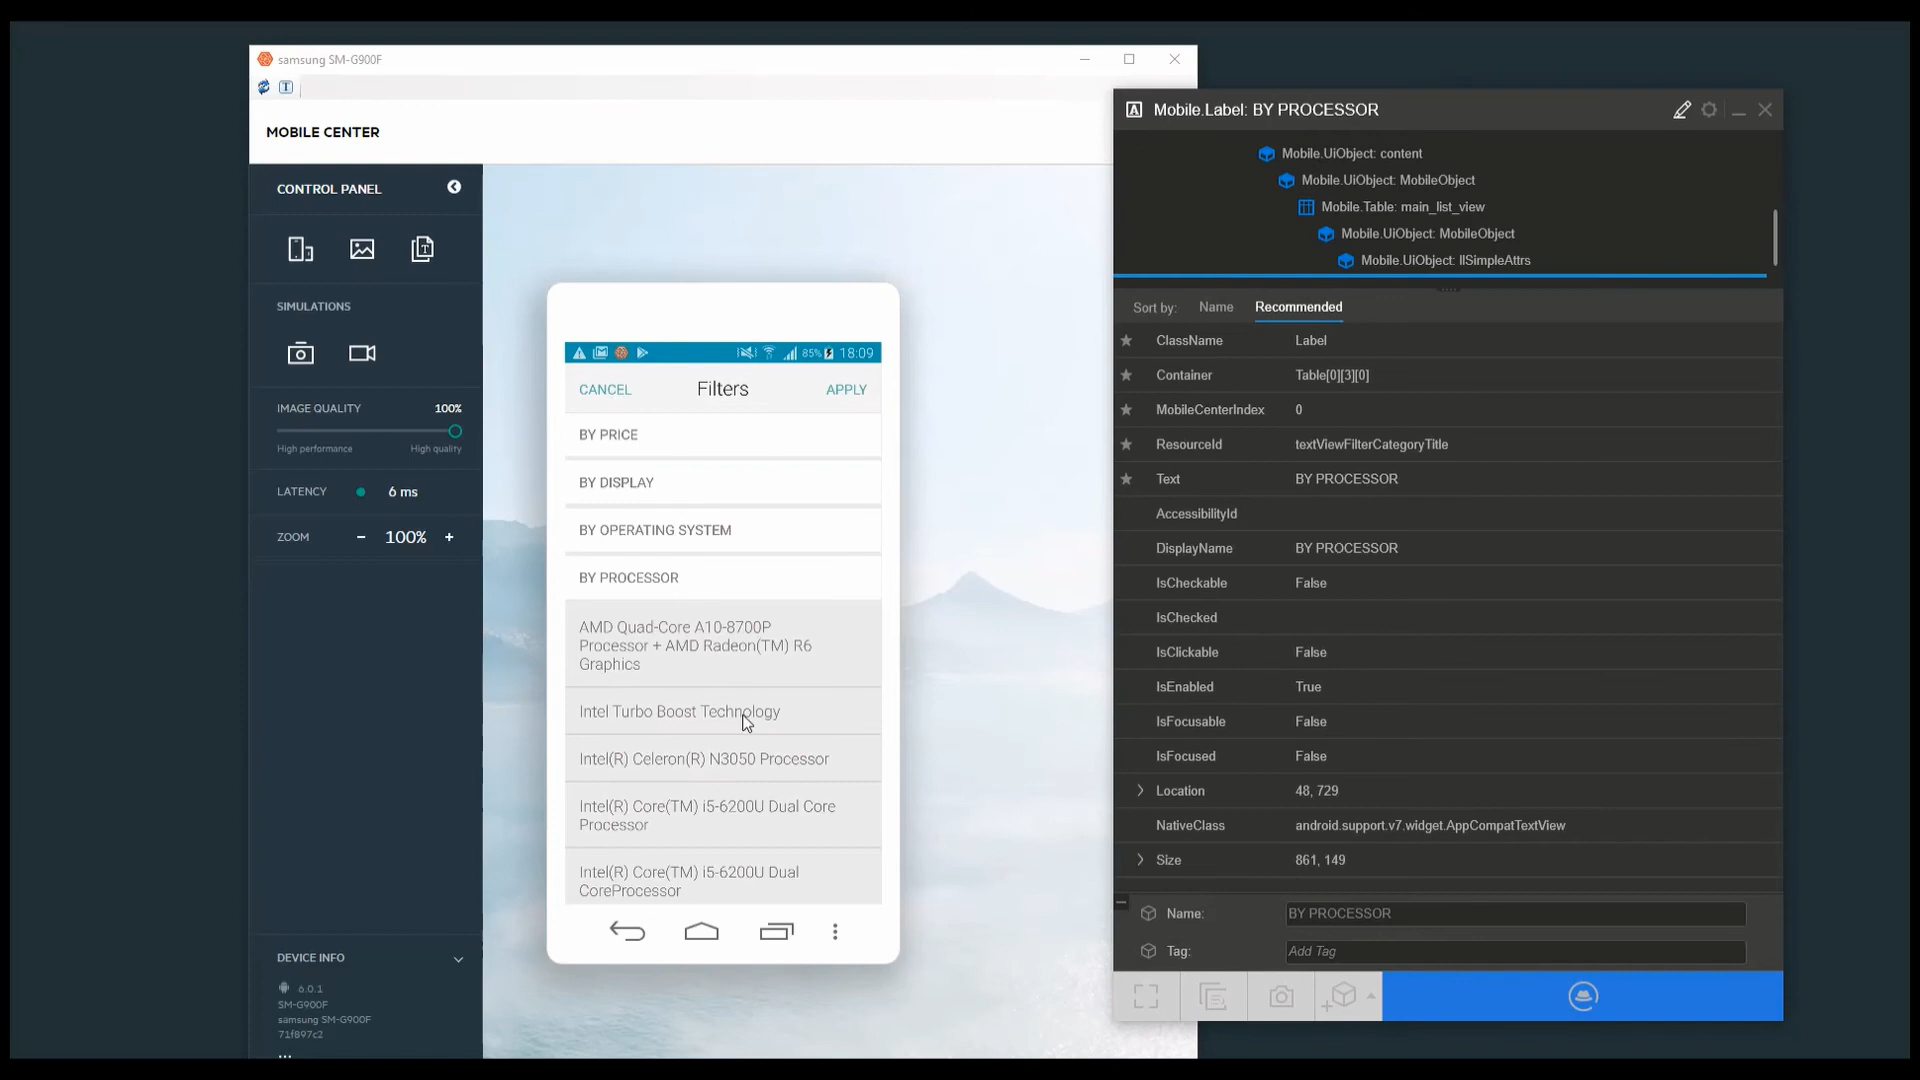 samsung SM-G900F
T
MOBILE CENTER
CONTROL PANEL
T
SIMULATIONS
IMAGE QUALITY 100%
High performance High quality
LATENCY 6 ms
ZOOM - 100% +
DEVICE INFO
6.0.1
SM-G900F
samsung SM-G900F
71f897c2
85% 18:09
CANCEL Filters APPLY
BY PRICE
BY DISPLAY
BY OPERATING SYSTEM
BY PROCESSOR
AMD Quad-Core A10-8700P
Processor + AMD Radeon(TM) R6
Graphics
Intel Turbo Boost Technology
Intel(R) Celeron(R) N3050 Processor
Intel(R) Core(TM) i5-6200U Dual Core
Processor
Intel(R) Core(TM) i5-6200U Dual
CoreProcessor
A Mobile.Label: BY PROCESSOR
Mobile.UiObject: content
Mobile.UiObject: MobileObject
Mobile.Table: main_list_view
Mobile.UiObject: MobileObject
Mobile.UiObject: llSimpleAttrs
Sort by: Name Recommended
ClassName Label
Container Table[0][3][0]
MobileCenterIndex 0
ResourceId textViewFilterCategoryTitle
Text BY PROCESSOR
AccessibilityId
DisplayName BY PROCESSOR
IsCheckable False
IsChecked
IsClickable False
IsEnabled True
IsFocusable False
IsFocused False
Location 48, 729
NativeClass android.support.v7.widget.AppCompatTextView
Size 861, 149
Name: BY PROCESSOR
Tag: Add Tag